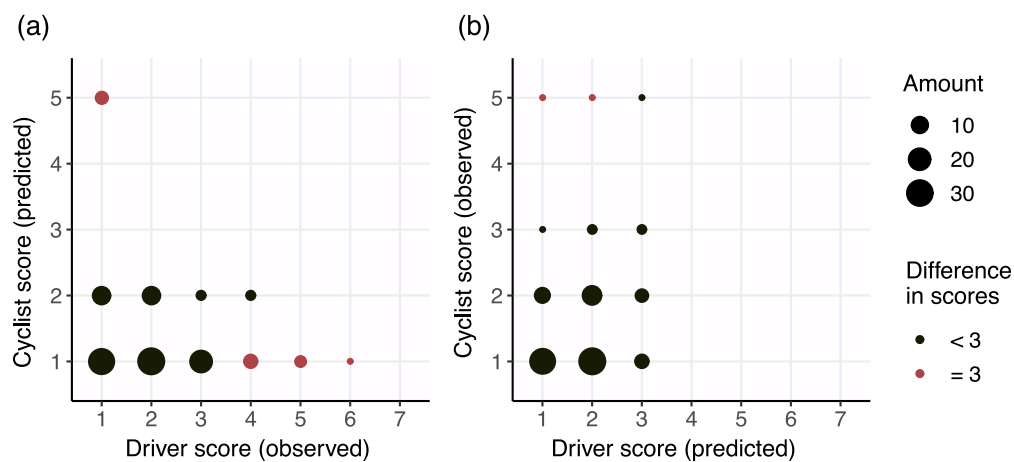 (a)
Cyclist score (predicted)
5
4
3
2
1
1 2 3 4 5 6 7
Driver score (observed)
(b)
Cyclist score (observed)
5
4
3
2
1
1 2 3 4 5 6 7
Driver score (predicted)
Amount
10
20
30
Difference
in scores
< 3
= 3